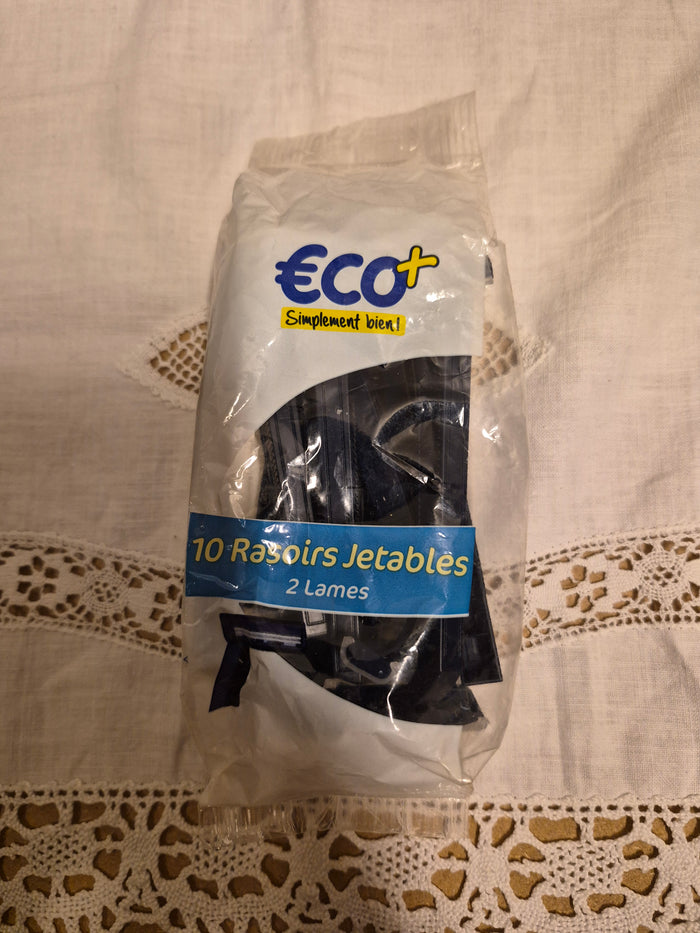 €CO+
Simplement bien!
10 Rasoirs Jetables
2 Lames